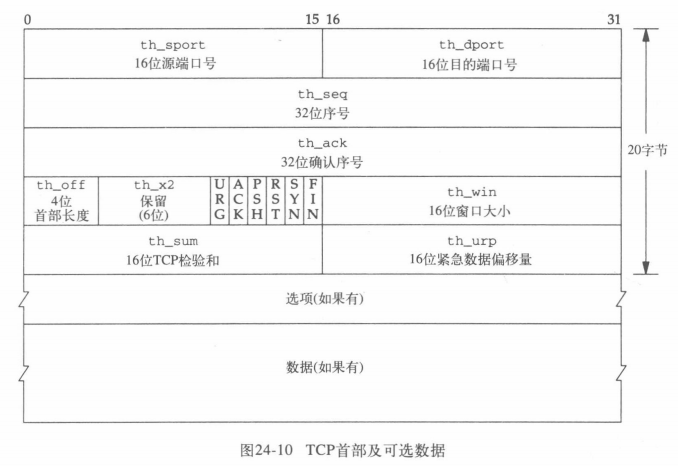 0 15 16 31
th_sport th_dport
16位源端口号 16位目的端口号
th_seq
32位序号
th_ack
32位确认序号
20字节
th_off th_x2 URG ACK PSH RST SYN FIN th_win
4位 保留 16位窗口大小
首部长度 (6位)
th_sum th_urp
16位TCP检验和 16位紧急数据偏移量
选项(如果有)
数据(如果有)
图24-10 TCP首部及可选数据